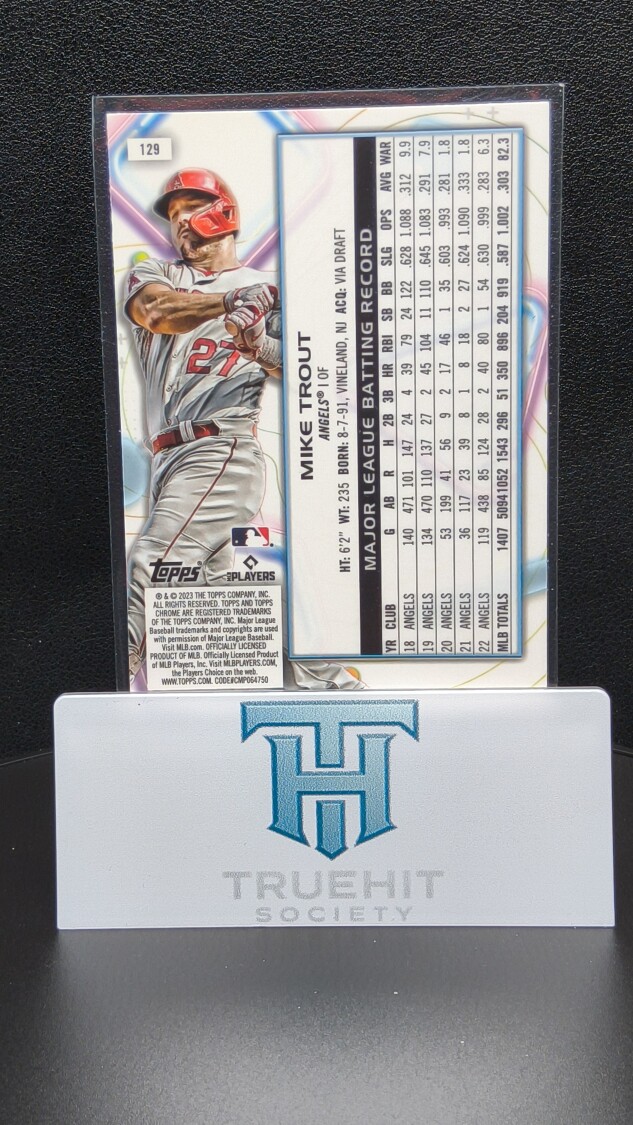 129
27
MIKE TROUT
ANGELS® | OF
HT: 6'2" WT: 235 BORN: 8-7-91, VINELAND, NJ ACQ: VIA DRAFT
MAJOR LEAGUE BATTING RECORD
YR CLUB G AB R H 2B 3B HR RBI SB BB SLG OPS AVG WAR
18 ANGELS 140 471 101 147 24 4 39 79 24 122 .628 1.088 .312 9.9
19 ANGELS 134 470 110 137 27 2 45 104 11 110 .645 1.083 .291 7.9
20 ANGELS 53 199 41 56 9 2 17 46 1 35 .603 .993 .281 1.8
21 ANGELS 36 117 23 39 8 1 8 18 2 27 .624 1.090 .333 1.8
22 ANGELS 119 438 85 124 28 2 40 80 1 54 .630 .999 .283 6.3
MLB TOTALS 1407 5094 1052 1543 296 51 350 896 204 919 .587 1.002 .303 82.3
TOPPS
MLB PLAYERS
® & © 2023 THE TOPPS COMPANY, INC.
ALL RIGHTS RESERVED. TOPPS AND TOPPS
CHROME ARE REGISTERED TRADEMARKS
OF THE TOPPS COMPANY, INC. Major League
Baseball trademarks and copyrights are used
with permission of Major League Baseball.
Visit MLB.com. OFFICIALLY LICENSED
PRODUCT OF MLB. Officially Licensed Product
of MLB Players, Inc. Visit MLBPLAYERS.COM,
the Players Choice on the web.
WWW.TOPPS.COM. CODE#CMP064750
TH
TRUEHIT
SOCIETY